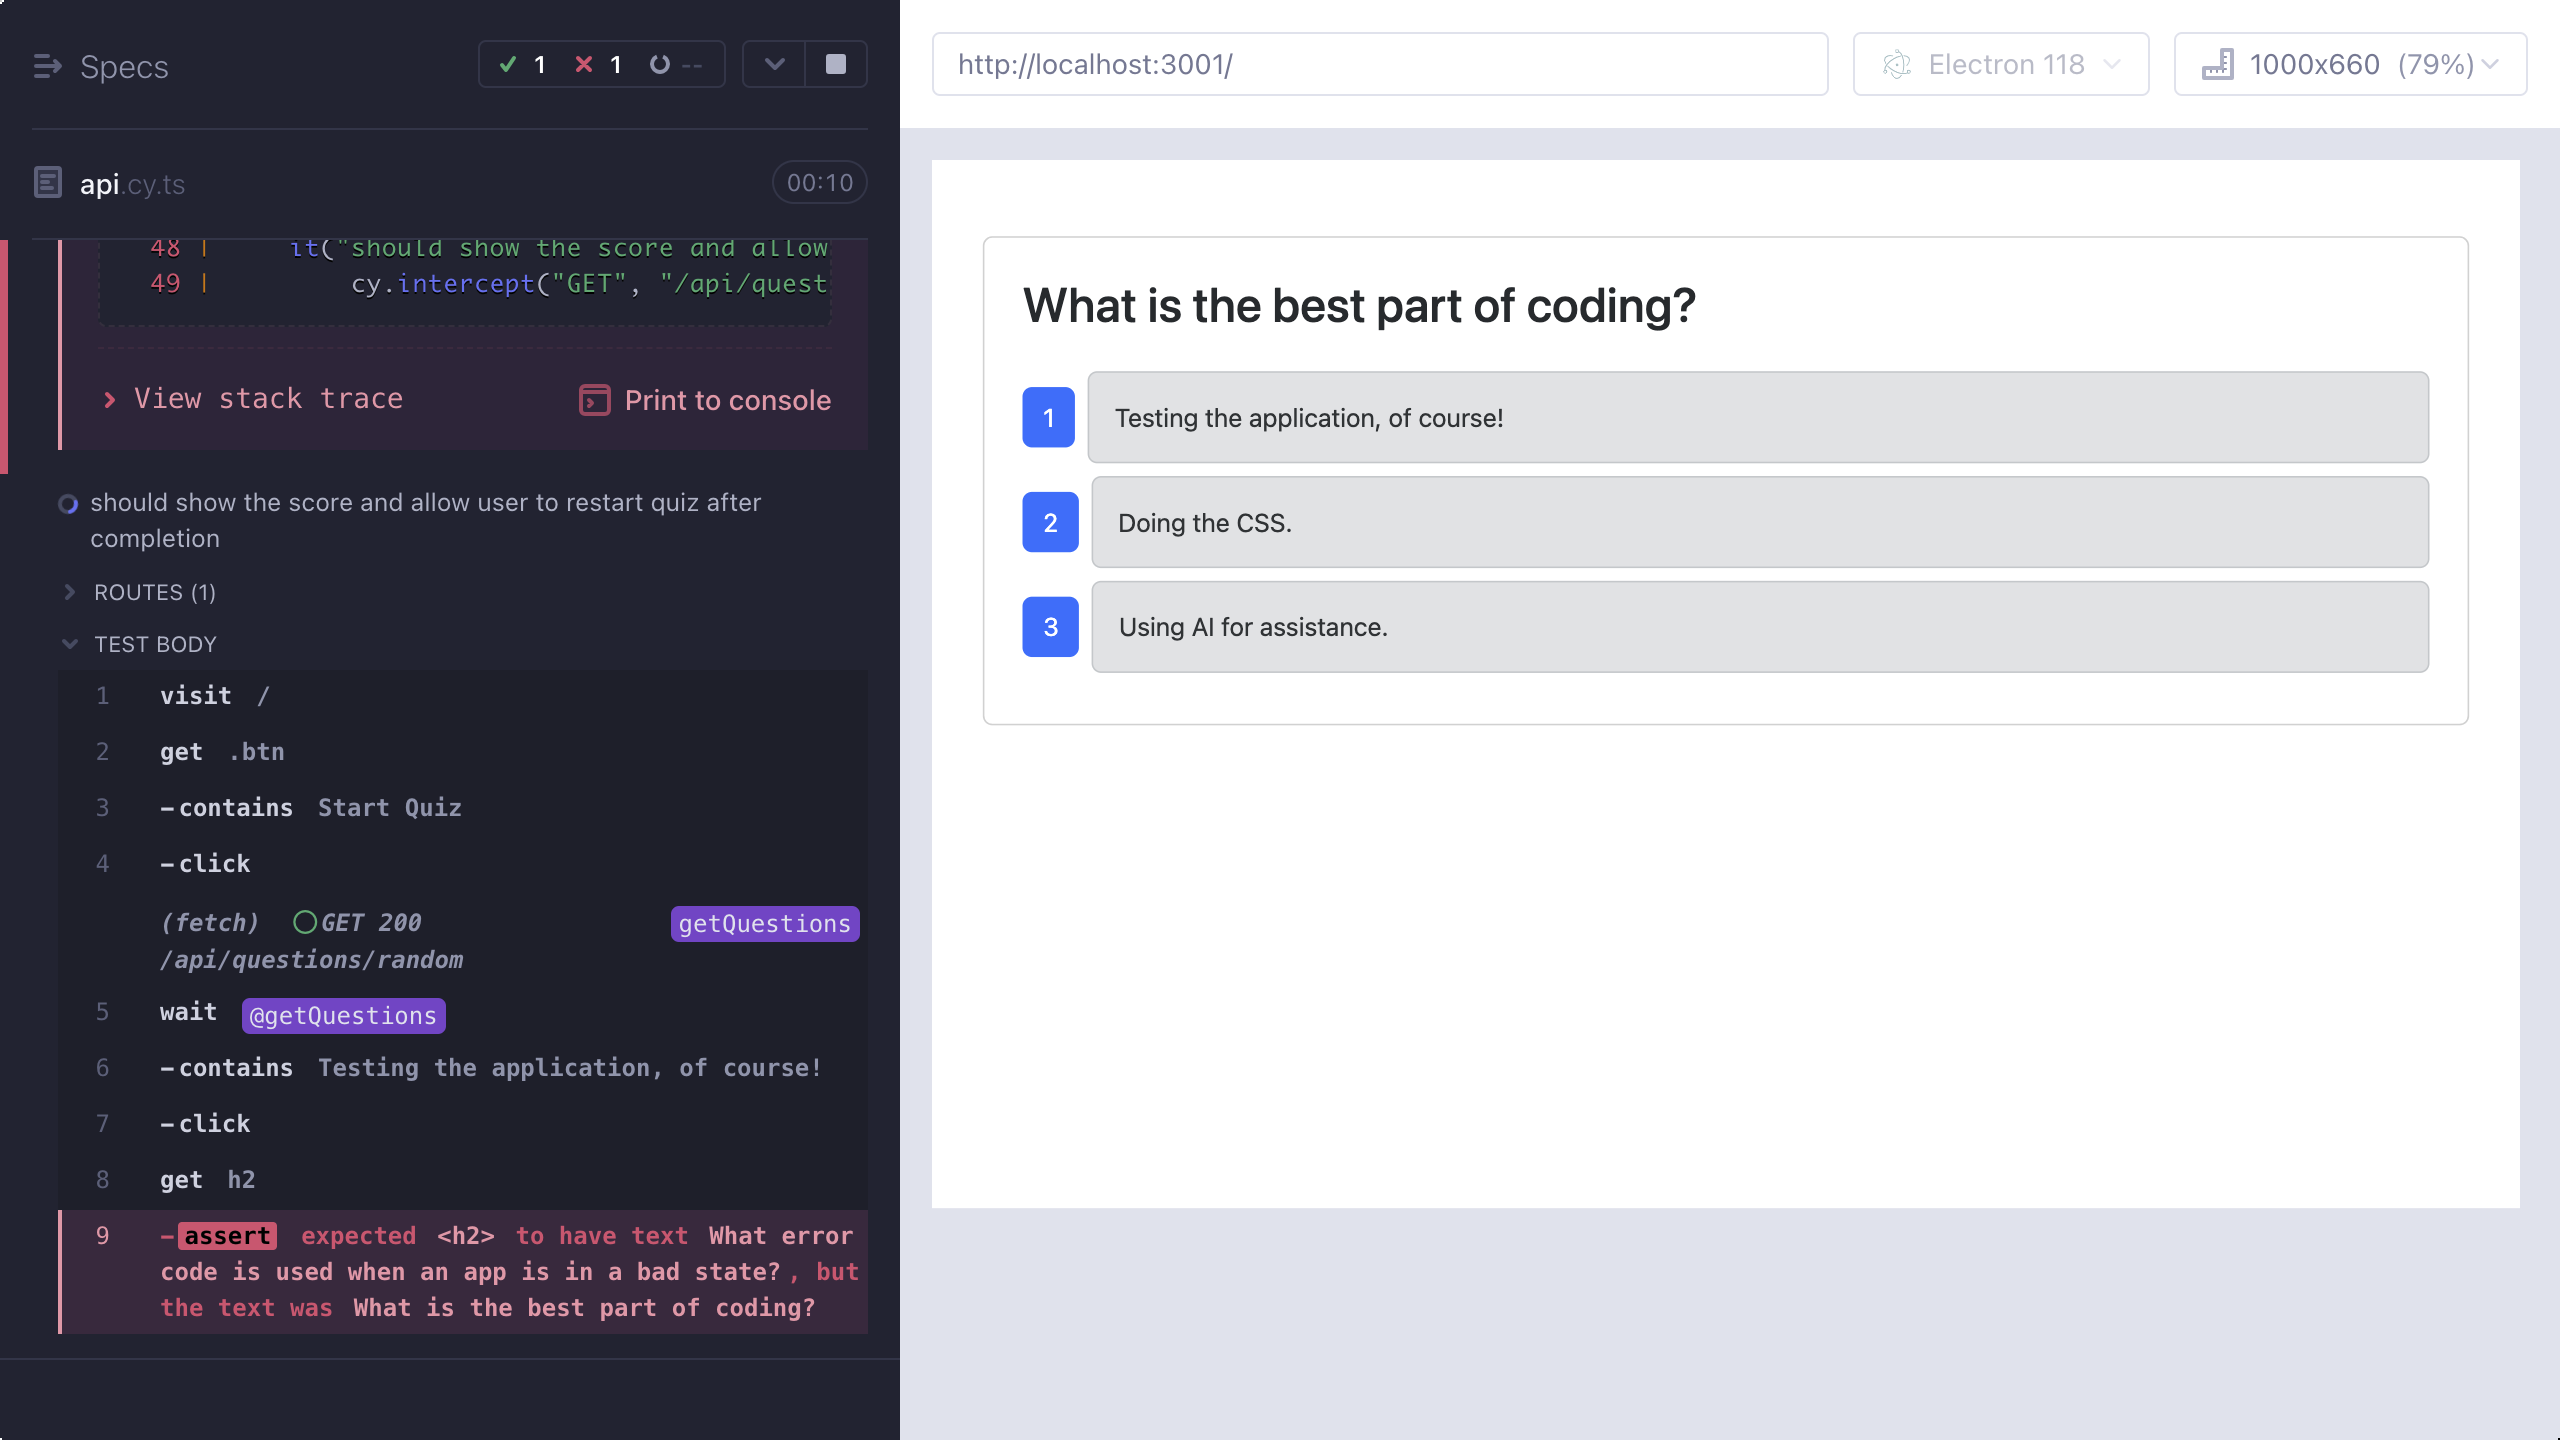 Specs
1 1 --
api.cy.ts 00:10
48 | it("should show the score and allow
49 | cy.intercept("GET", "/api/quest
View stack trace Print to console
should show the score and allow user to restart quiz after
completion
ROUTES (1)
TEST BODY
1 visit /
2 get .btn
3 -contains Start Quiz
4 -click
(fetch) GET 200 getQuestions
/api/questions/random
5 wait @getQuestions
6 -contains Testing the application, of course!
7 -click
8 get h2
9 -assert expected <h2> to have text What error
code is used when an app is in a bad state?, but
the text was What is the best part of coding?
http://localhost:3001/ Electron 118 1000x660 (79%)
What is the best part of coding?
1 Testing the application, of course!
2 Doing the CSS.
3 Using AI for assistance.